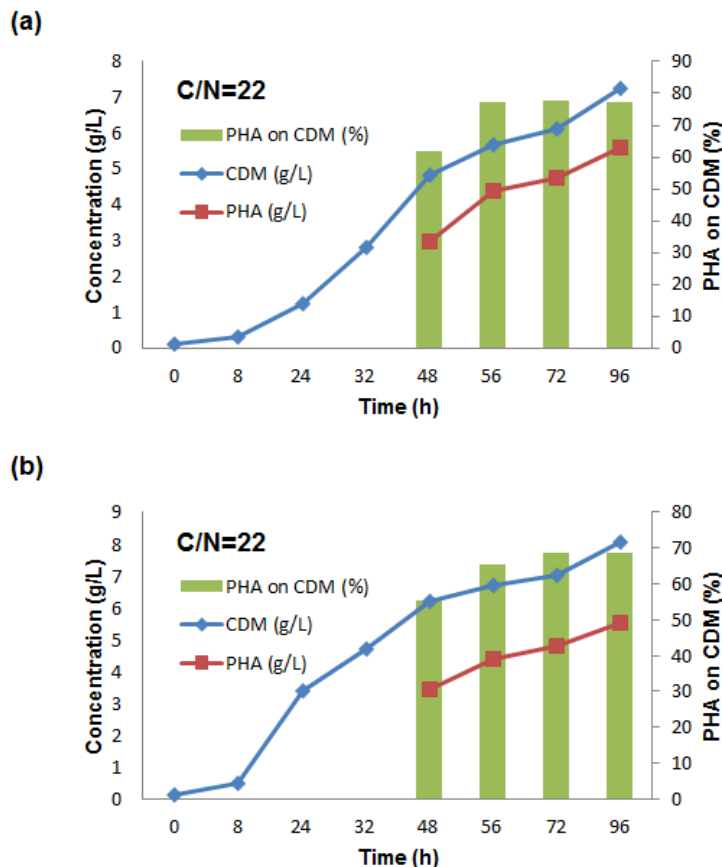 (a)
C/N=22
PHA on CDM (%)
CDM (g/L)
PHA (g/L)
Concentration (g/L)
8
7
6
5
4
3
2
1
0
PHA on CDM (%)
90
80
70
60
50
40
30
20
10
0
0 8 24 32 48 56 72 96
Time (h)
(b)
C/N=22
PHA on CDM (%)
CDM (g/L)
PHA (g/L)
Concentration (g/L)
9
8
7
6
5
4
3
2
1
0
PHA on CDM (%)
80
70
60
50
40
30
20
10
0
0 8 24 32 48 56 72 96
Time (h)